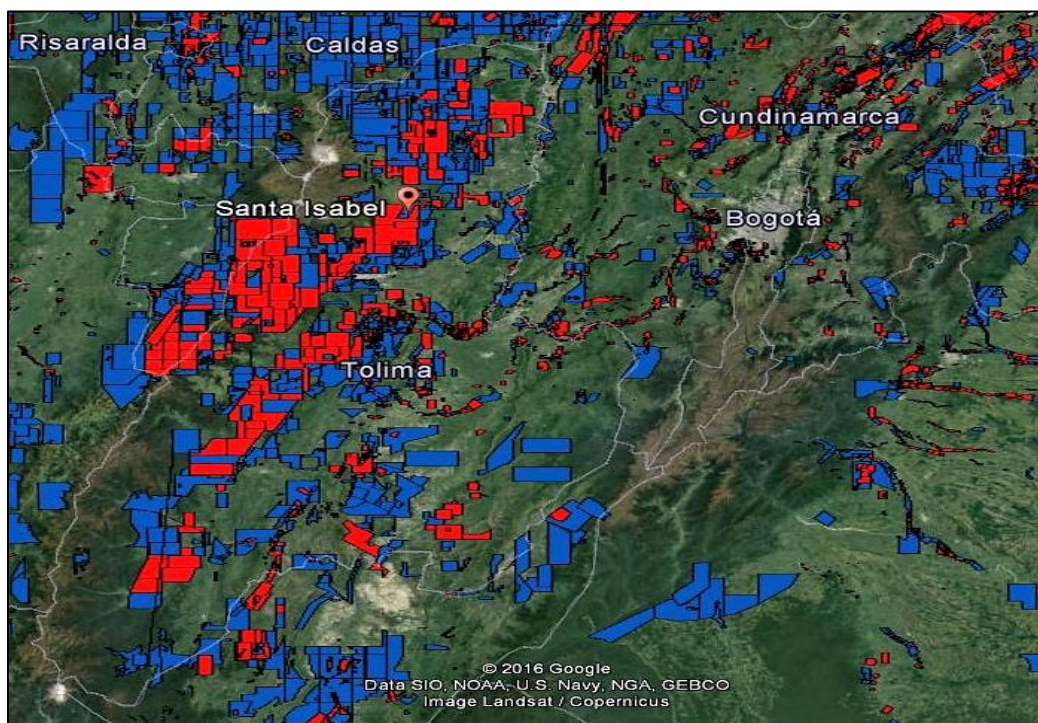 Risaralda
Caldas
Cundinamarca
Santa Isabel
Bogotá
Tolima
© 2016 Google
Data SIO, NOAA, U.S. Navy, NGA, GEBCO
Image Landsat / Copernicus